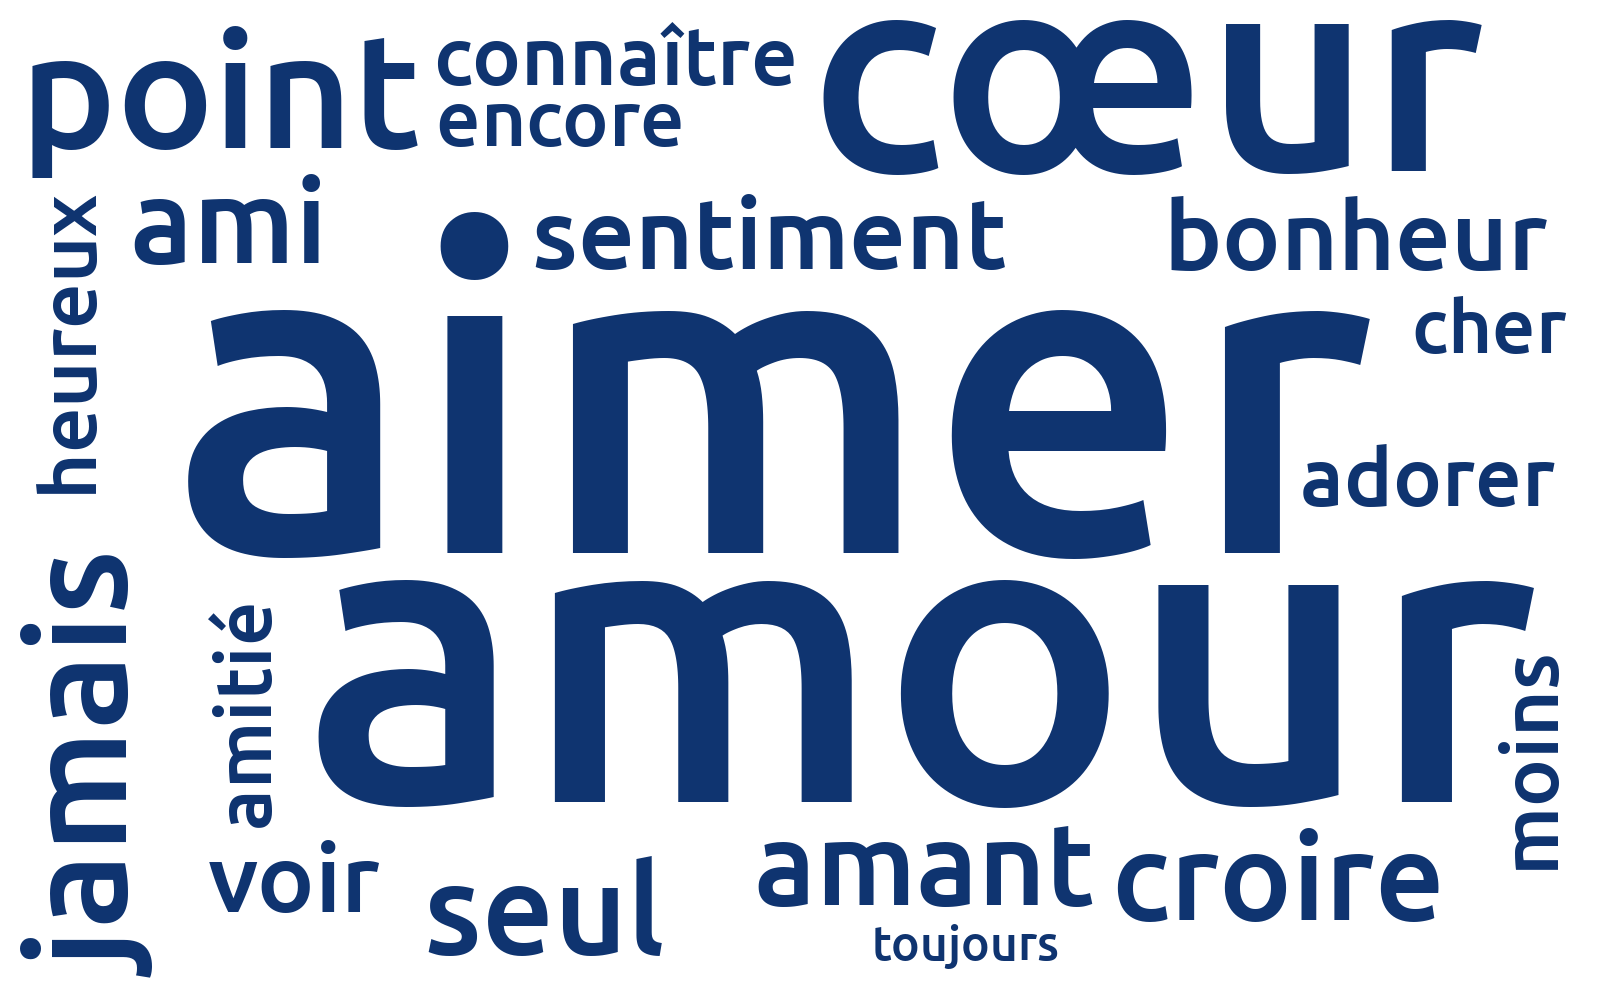 point
connaître
encore
cœur
heureux
ami
sentiment
bonheur
aimer
cher
adorer
jamais
amitié
amour
moins
voir
seul
amant
croire
toujours